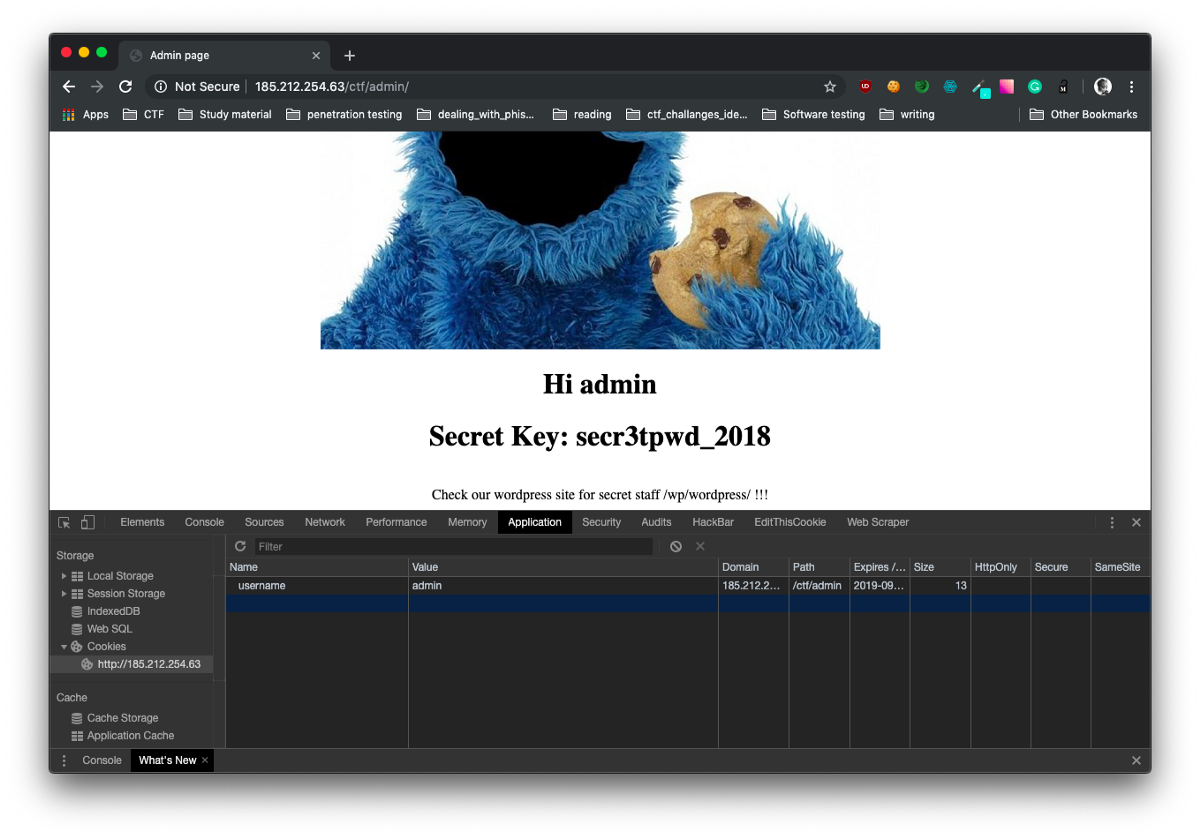 Admin page
Not Secure 185.212.254.63/ctf/admin/
Apps CTF Study material penetration testing dealing_with_phis... reading ctf_challanges_ide... Software testing writing Other Bookmarks
Hi admin
Secret Key: secr3tpwd_2018
Check our wordpress site for secret staff /wp/wordpress/ !!!
Elements Console Sources Network Performance Memory Application Security Audits HackBar EditThisCookie Web Scraper
Filter
Storage
Local Storage
Session Storage
IndexedDB
Web SQL
Cookies
http://185.212.254.63
Cache
Cache Storage
Application Cache
Name Value Domain Path Expires /... Size HttpOnly Secure SameSite
username admin 185.212.2... /ctf/admin 2019-09... 13
Console What's New